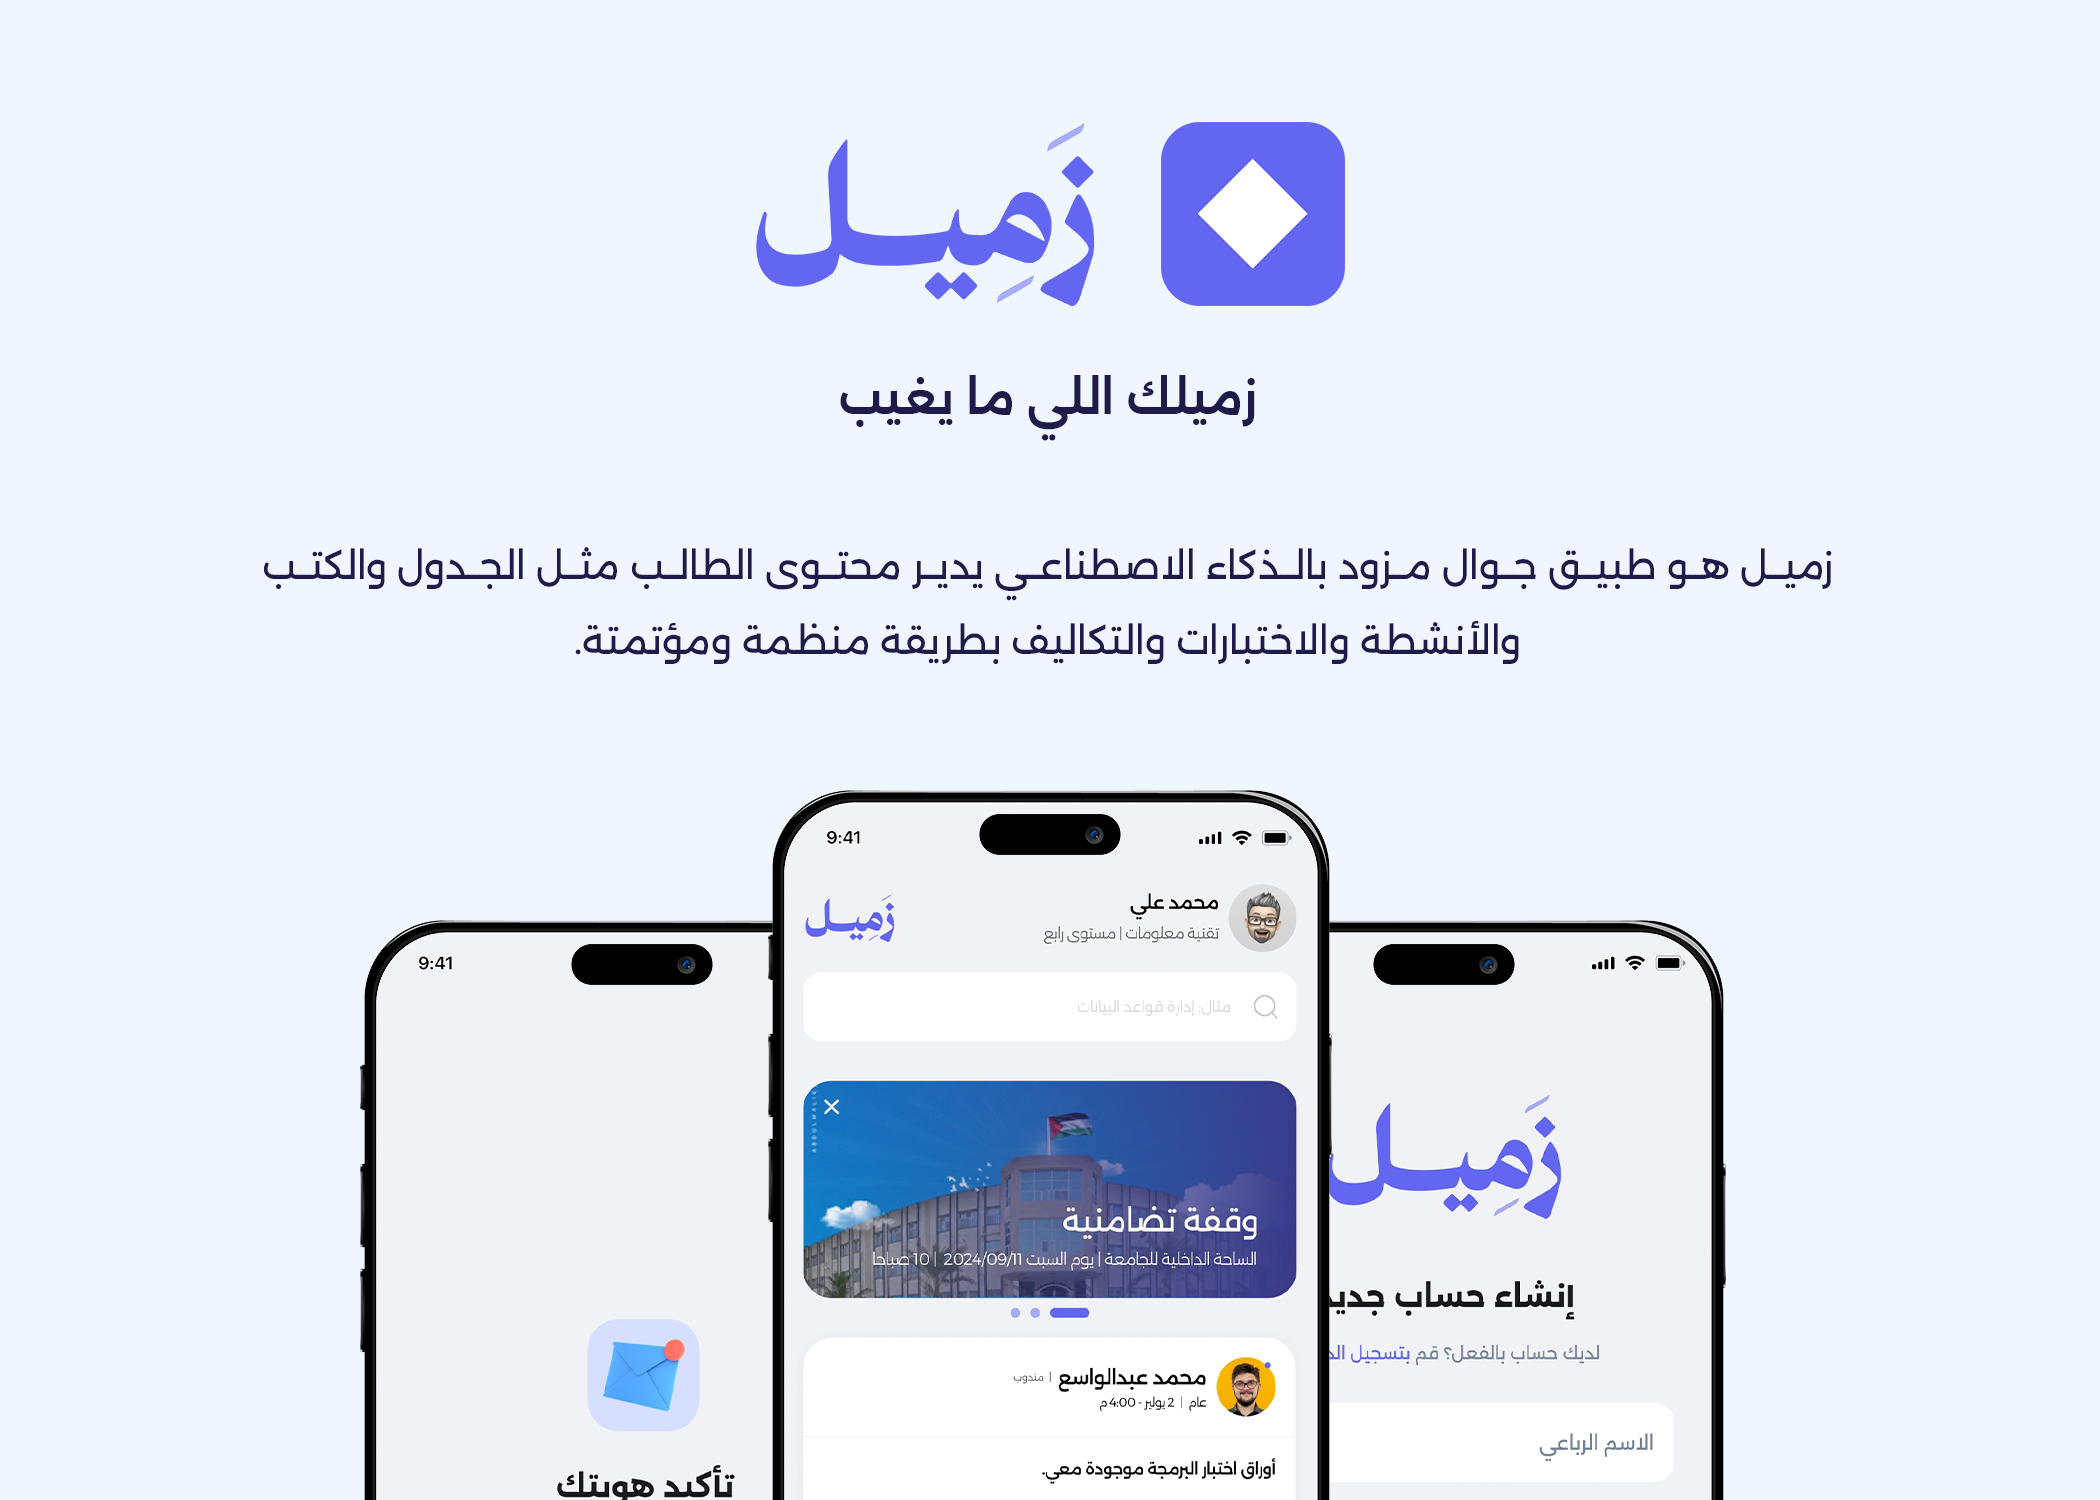 زَمِيل
زميلك اللي ما يغيب
زميل هو طبيق جوال مزود بالذكاء الاصطناعي يدير محتوى الطالب مثل الجدول والكتب
والأنشطة والاختبارات والتكاليف بطريقة منظمة ومؤتمتة.
9:41
محمد علي
تقنية معلومات | مستوى رابع
زَمِيل
مثال: إدارة قواعد البيانات
ABDULMALIK
وقفة تضامنية
الساحة الداخلية للجامعة | يوم السبت 2024/09/11 | 10 صباحا
محمد عبدالواسع | مندوب
عام | 2 يوليز - 4:00 م
أوراق اختبار البرمجة موجودة معي.
زَمِيل
إنشاء حساب جديد
لديك حساب بالفعل؟ قم بتسجيل الد
الاسم الرباعي
9:41
تأكيد هويتك